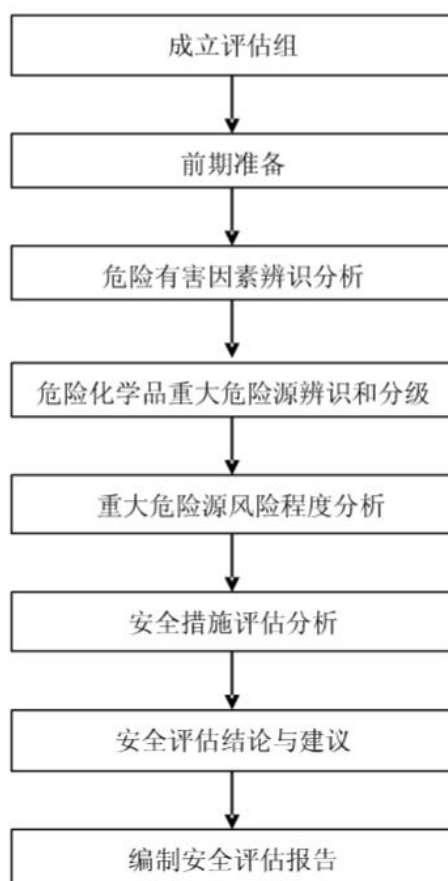 成立评估组
前期准备
危险有害因素辨识分析
危险化学品重大危险源辨识和分级
重大危险源风险程度分析
安全措施评估分析
安全评估结论与建议
编制安全评估报告